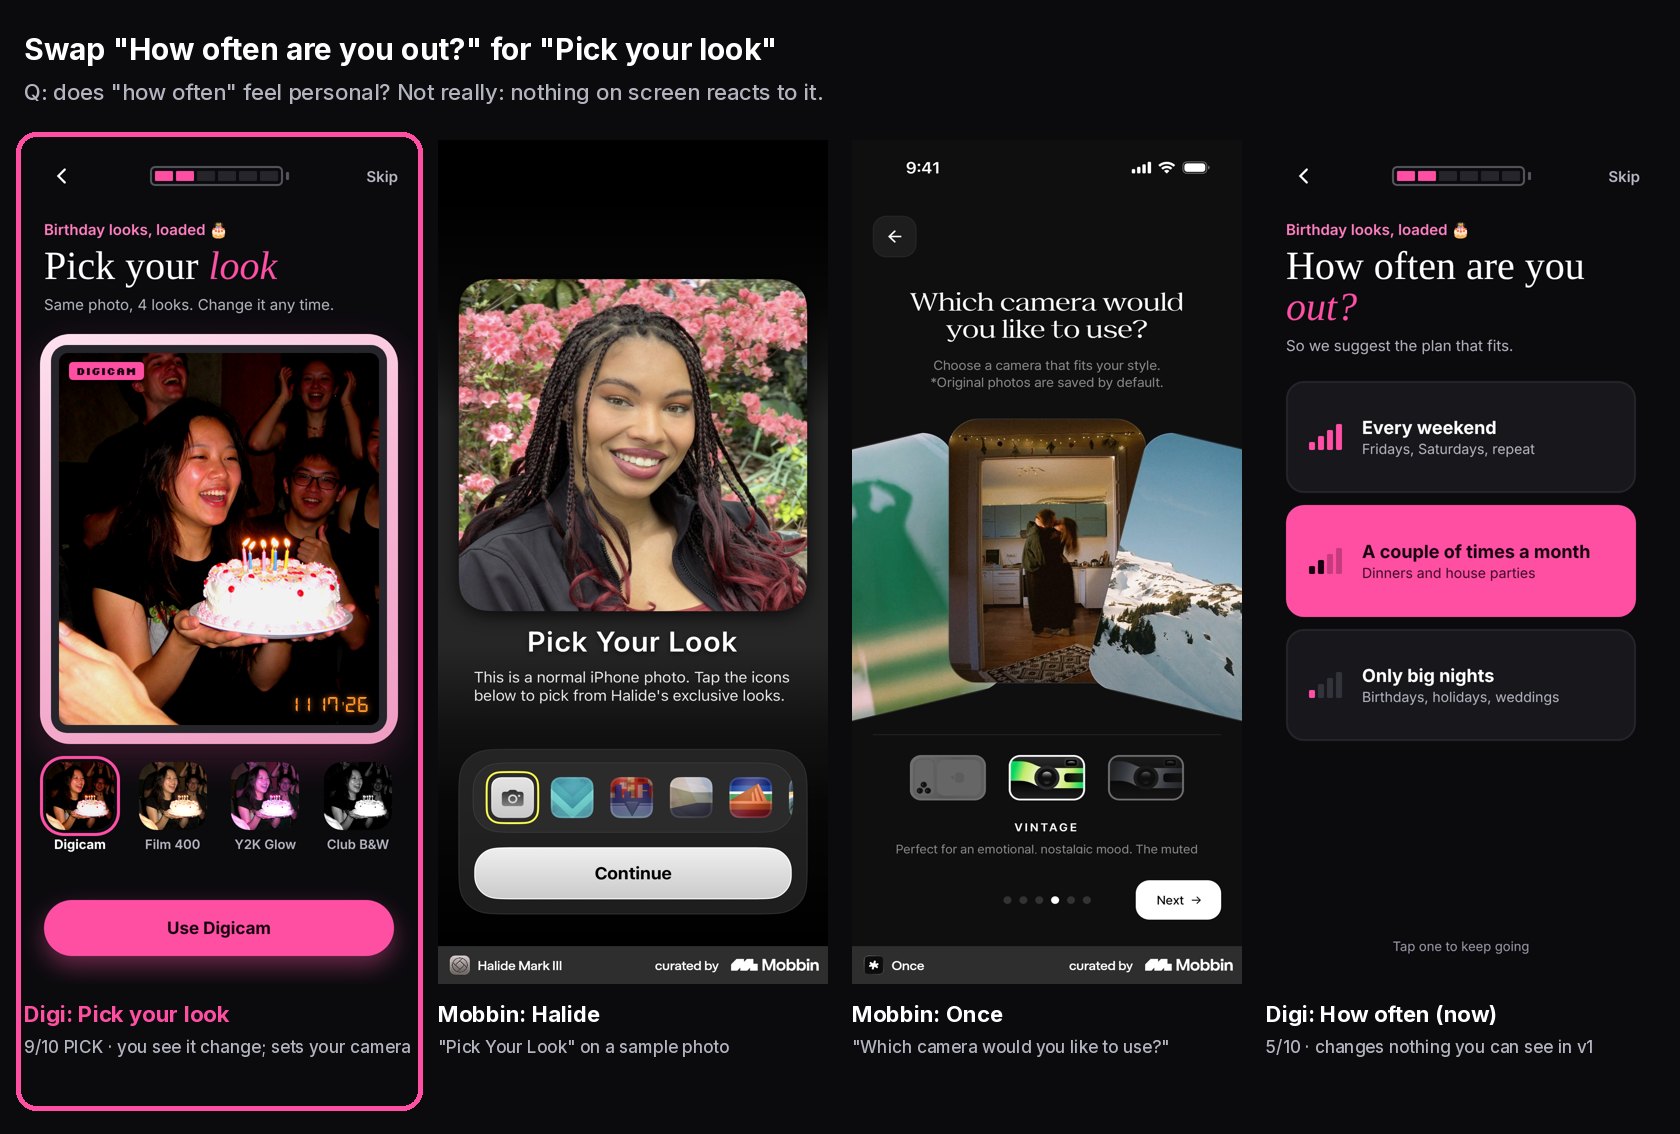 Swap "How often are you out?" for "Pick your look"
Q: does "how often" feel personal? Not really: nothing on screen reacts to it.
Skip
Birthday looks, loaded 🎂
Pick your look
Same photo, 4 looks. Change it any time.
DIGICAM
11 17 '26
Digicam
Film 400
Y2K Glow
Club B&W
Use Digicam
Digi: Pick your look
9/10 PICK · you see it change; sets your camera
Pick Your Look
This is a normal iPhone photo. Tap the icons
below to pick from Halide's exclusive looks.
Continue
Halide Mark III
curated by Mobbin
Mobbin: Halide
"Pick Your Look" on a sample photo
9:41
Which camera would
you like to use?
Choose a camera that fits your style.
*Original photos are saved by default.
VINTAGE
Perfect for an emotional, nostalgic mood. The muted
Next →
Once
curated by Mobbin
Mobbin: Once
"Which camera would you like to use?"
Skip
Birthday looks, loaded 🎂
How often are you
out?
So we suggest the plan that fits.
Every weekend
Fridays, Saturdays, repeat
A couple of times a month
Dinners and house parties
Only big nights
Birthdays, holidays, weddings
Tap one to keep going
Digi: How often (now)
5/10 · changes nothing you can see in v1